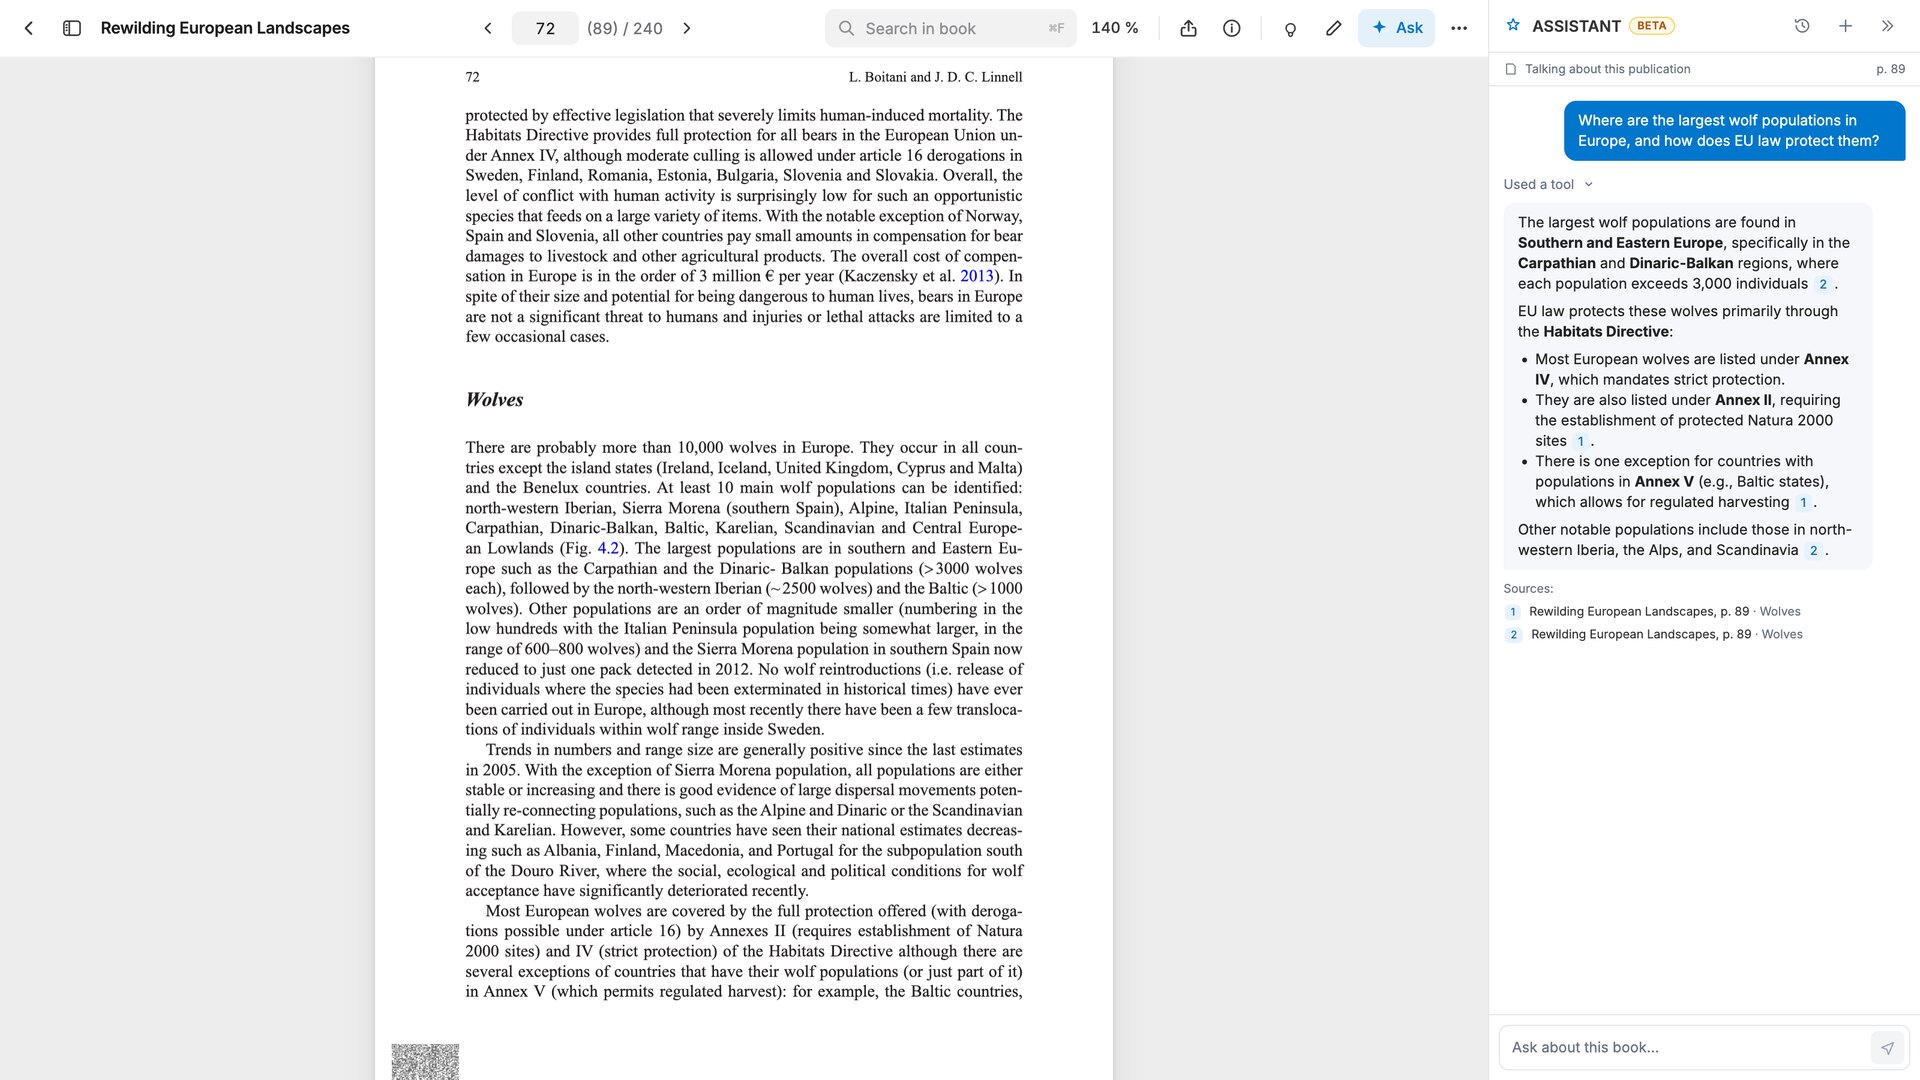 Rewilding European Landscapes
72
(89) / 240
Search in book
⌘F
140 %
Ask
72
L. Boitani and J. D. C. Linnell
protected by effective legislation that severely limits human-induced mortality. The
Habitats Directive provides full protection for all bears in the European Union un-
der Annex IV, although moderate culling is allowed under article 16 derogations in
Sweden, Finland, Romania, Estonia, Bulgaria, Slovenia and Slovakia. Overall, the
level of conflict with human activity is surprisingly low for such an opportunistic
species that feeds on a large variety of items. With the notable exception of Norway,
Spain and Slovenia, all other countries pay small amounts in compensation for bear
damages to livestock and other agricultural products. The overall cost of compen-
sation in Europe is in the order of 3 million € per year (Kaczensky et al. 2013). In
spite of their size and potential for being dangerous to human lives, bears in Europe
are not a significant threat to humans and injuries or lethal attacks are limited to a
few occasional cases.
Wolves
There are probably more than 10,000 wolves in Europe. They occur in all coun-
tries except the island states (Ireland, Iceland, United Kingdom, Cyprus and Malta)
and the Benelux countries. At least 10 main wolf populations can be identified:
north-western Iberian, Sierra Morena (southern Spain), Alpine, Italian Peninsula,
Carpathian, Dinaric-Balkan, Baltic, Karelian, Scandinavian and Central Europe-
an Lowlands (Fig. 4.2). The largest populations are in southern and Eastern Eu-
rope such as the Carpathian and the Dinaric- Balkan populations (>3000 wolves
each), followed by the north-western Iberian (~2500 wolves) and the Baltic (>1000
wolves). Other populations are an order of magnitude smaller (numbering in the
low hundreds with the Italian Peninsula population being somewhat larger, in the
range of 600–800 wolves) and the Sierra Morena population in southern Spain now
reduced to just one pack detected in 2012. No wolf reintroductions (i.e. release of
individuals where the species had been exterminated in historical times) have ever
been carried out in Europe, although most recently there have been a few transloca-
tions of individuals within wolf range inside Sweden.
Trends in numbers and range size are generally positive since the last estimates
in 2005. With the exception of Sierra Morena population, all populations are either
stable or increasing and there is good evidence of large dispersal movements poten-
tially re-connecting populations, such as the Alpine and Dinaric or the Scandinavian
and Karelian. However, some countries have seen their national estimates decreas-
ing such as Albania, Finland, Macedonia, and Portugal for the subpopulation south
of the Douro River, where the social, ecological and political conditions for wolf
acceptance have significantly deteriorated recently.
Most European wolves are covered by the full protection offered (with deroga-
tions possible under article 16) by Annexes II (requires establishment of Natura
2000 sites) and IV (strict protection) of the Habitats Directive although there are
several exceptions of countries that have their wolf populations (or just part of it)
in Annex V (which permits regulated harvest): for example, the Baltic countries,
ASSISTANT
BETA
Talking about this publication
p. 89
Where are the largest wolf populations in
Europe, and how does EU law protect them?
Used a tool
The largest wolf populations are found in
Southern and Eastern Europe, specifically in the
Carpathian and Dinaric-Balkan regions, where
each population exceeds 3,000 individuals 2 .
EU law protects these wolves primarily through
the Habitats Directive:
• Most European wolves are listed under Annex
IV, which mandates strict protection.
• They are also listed under Annex II, requiring
the establishment of protected Natura 2000
sites 1 .
• There is one exception for countries with
populations in Annex V (e.g., Baltic states),
which allows for regulated harvesting 1 .
Other notable populations include those in north-
western Iberia, the Alps, and Scandinavia 2 .
Sources:
1 Rewilding European Landscapes, p. 89 · Wolves
2 Rewilding European Landscapes, p. 89 · Wolves
Ask about this book...